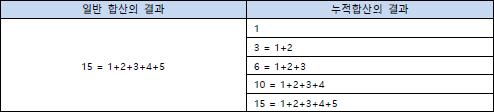 일반 합산의 결과 누적합산의 결과
15 = 1+2+3+4+5
1
3 = 1+2
6 = 1+2+3
10 = 1+2+3+4
15 = 1+2+3+4+5